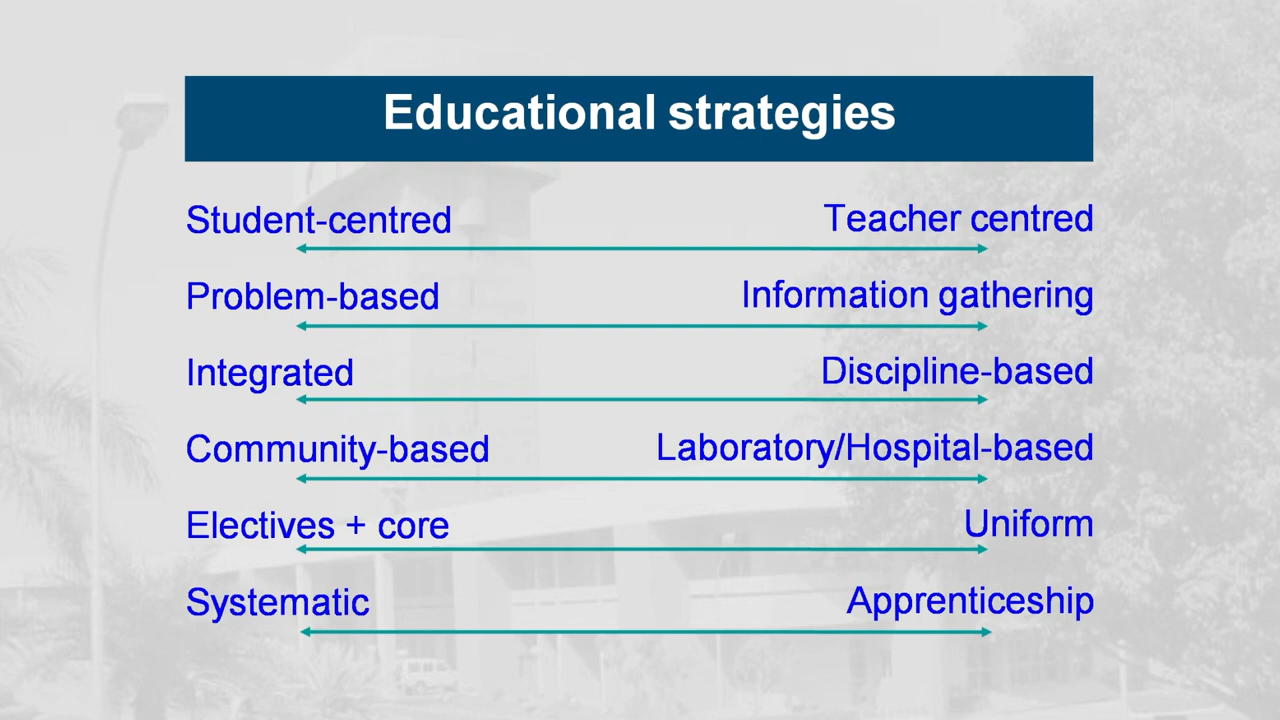 Educational strategies
Student-centred Teacher centred
Problem-based Information gathering
Integrated Discipline-based
Community-based Laboratory/Hospital-based
Electives + core Uniform
Systematic Apprenticeship